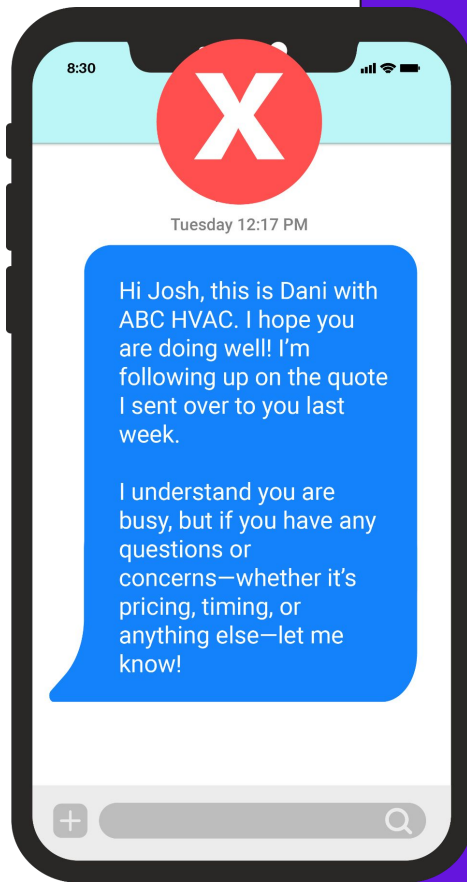 8:30
X
Tuesday 12:17 PM
Hi Josh, this is Dani with
ABC HVAC. I hope you
are doing well! I’m
following up on the quote
I sent over to you last
week.
I understand you are
busy, but if you have any
questions or
concerns—whether it’s
pricing, timing, or
anything else—let me
know!